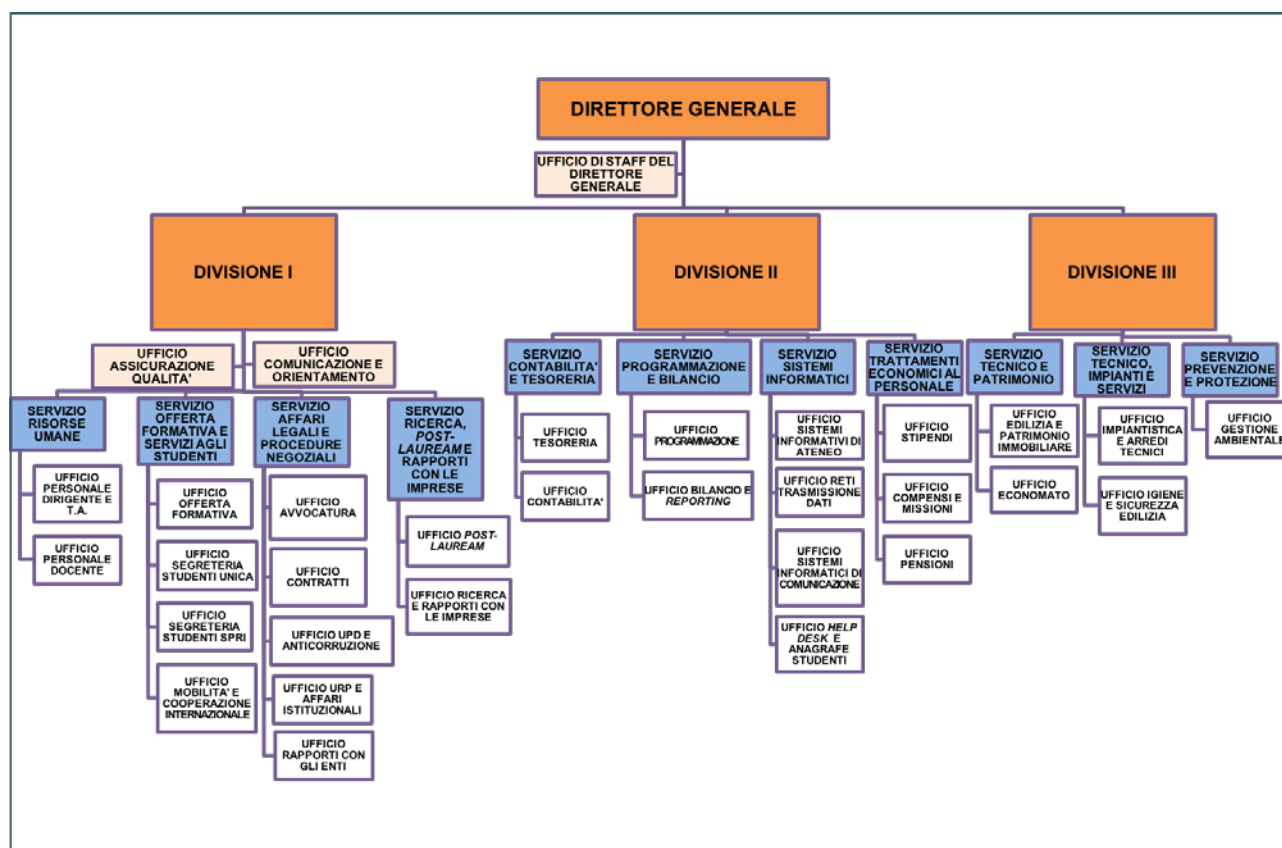 DIRETTORE GENERALE
UFFICIO DI STAFF DEL
DIRETTORE
GENERALE
DIVISIONE I
DIVISIONE II
DIVISIONE III
UFFICIO
ASSICURAZIONE
QUALITA'
UFFICIO
COMUNICAZIONE E
ORIENTAMENTO
SERVIZIO
RISORSE
UMANE
UFFICIO
PERSONALE
DIRIGENTE E
T.A.
UFFICIO
PERSONALE
DOCENTE
SERVIZIO
OFFERTA
FORMATIVA E
SERVIZI AGLI
STUDENTI
UFFICIO
OFFERTA
FORMATIVA
UFFICIO
SEGRETERIA
STUDENTI UNICA
UFFICIO
SEGRETERIA
STUDENTI SPRI
UFFICIO
MOBILITA' E
COOPERAZIONE
INTERNAZIONALE
SERVIZIO
AFFARI
LEGALI E
PROCEDURE
NEGOZIALI
UFFICIO
AVVOCATURA
UFFICIO
CONTRATTI
UFFICIO UPD E
ANTICORRUZIONE
UFFICIO URP E
AFFARI
ISTITUZIONALI
UFFICIO
RAPPORTI CON
GLI ENTI
SERVIZIO
RICERCA,
POST-
LAUREAM E
RAPPORTI
CON LE
IMPRESE
UFFICIO POST-
LAUREAM
UFFICIO RICERCA
E RAPPORTI CON
LE IMPRESE
SERVIZIO
CONTABILITA'
E TESORERIA
UFFICIO
TESORERIA
UFFICIO
CONTABILITA'
SERVIZIO
PROGRAMMAZIONE
E BILANCIO
UFFICIO
PROGRAMMAZIONE
UFFICIO BILANCIO E
REPORTING
SERVIZIO
SISTEMI
INFORMATICI
UFFICIO
SISTEMI
INFORMATIVI DI
ATENEO
UFFICIO RETI
TRASMISSIONE
DATI
UFFICIO
SISTEMI
INFORMATICI DI
COMUNICAZIONE
UFFICIO HELP
DESK E
ANAGRAFE
STUDENTI
SERVIZIO
TRATTAMENTI
ECONOMICI AL
PERSONALE
UFFICIO
STIPENDI
UFFICIO
COMPENSI E
MISSIONI
UFFICIO
PENSIONI
SERVIZIO
TECNICO E
PATRIMONIO
UFFICIO
EDILIZIA E
PATRIMONIO
IMMOBILIARE
UFFICIO
ECONOMATO
SERVIZIO
TECNICO,
IMPIANTI E
SERVIZI
UFFICIO
IMPIANTISTICA
E ARREDI
TECNICI
UFFICIO IGIENE
E SICUREZZA
EDILIZIA
SERVIZIO
PREVENZIONE
E
PROTEZIONE
UFFICIO
GESTIONE
AMBIENTALE